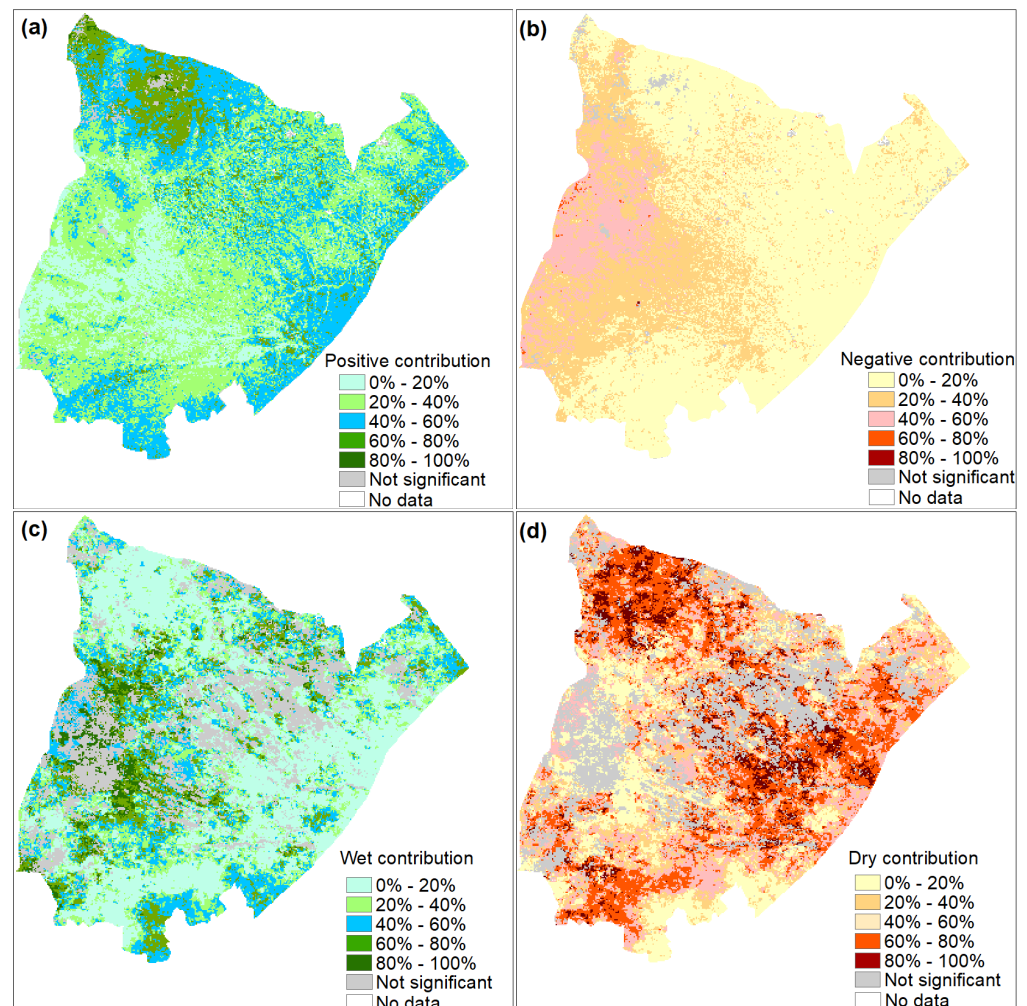 (a)
Positive contribution
0% - 20%
20% - 40%
40% - 60%
60% - 80%
80% - 100%
Not significant
No data
(b)
Negative contribution
0% - 20%
20% - 40%
40% - 60%
60% - 80%
80% - 100%
Not significant
No data
(c)
Wet contribution
0% - 20%
20% - 40%
40% - 60%
60% - 80%
80% - 100%
Not significant
No data
(d)
Dry contribution
0% - 20%
20% - 40%
40% - 60%
60% - 80%
80% - 100%
Not significant
No data